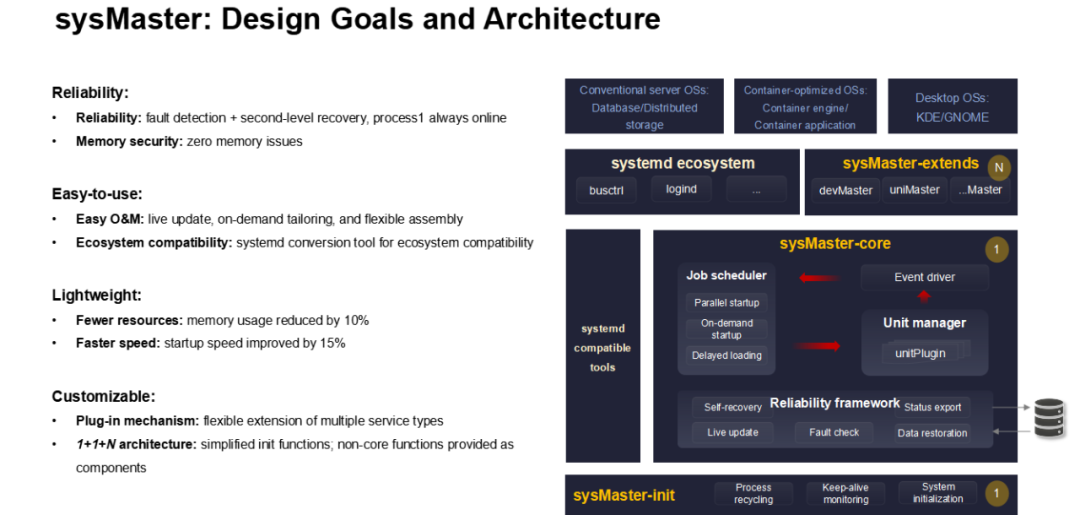 sysMaster: Design Goals and Architecture
Reliability:
• Reliability: fault detection + second-level recovery, process1 always online
• Memory security: zero memory issues
Easy-to-use:
• Easy O&M: live update, on-demand tailoring, and flexible assembly
• Ecosystem compatibility: systemd conversion tool for ecosystem compatibility
Lightweight:
• Fewer resources: memory usage reduced by 10%
• Faster speed: startup speed improved by 15%
Customizable:
• Plug-in mechanism: flexible extension of multiple service types
• 1+1+N architecture: simplified init functions; non-core functions provided as
components
Conventional server OSs:
Database/Distributed
storage
Container-optimized OSs:
Container engine/
Container application
Desktop OSs:
KDE/GNOME
systemd ecosystem
busctrl
logind
...
sysMaster-extends
N
devMaster
uniMaster
...Master
systemd
compatible
tools
sysMaster-core
1
Job scheduler
Parallel startup
On-demand
startup
Delayed loading
Event driver
Unit manager
unitPlugin
Reliability framework
Self-recovery
Status export
Live update
Fault check
Data restoration
sysMaster-init
Process
recycling
Keep-alive
monitoring
System
initialization
1